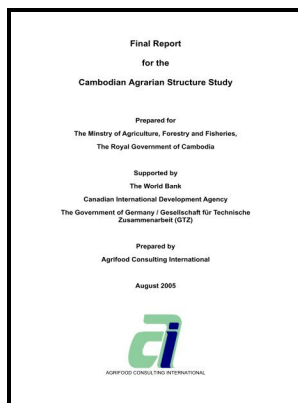 Final Report
for the
Cambodian Agrarian Structure Study
Prepared for
The Minstry of Agriculture, Forestry and Fisheries,
The Royal Government of Cambodia
Supported by
The World Bank
Canadian International Development Agency
The Government of Germany / Gesellschaft für Technische
Zusammenarbeit (GTZ)
Prepared by
Agrifood Consulting International
August 2005
ai
AGRIFOOD CONSULTING INTERNATIONAL